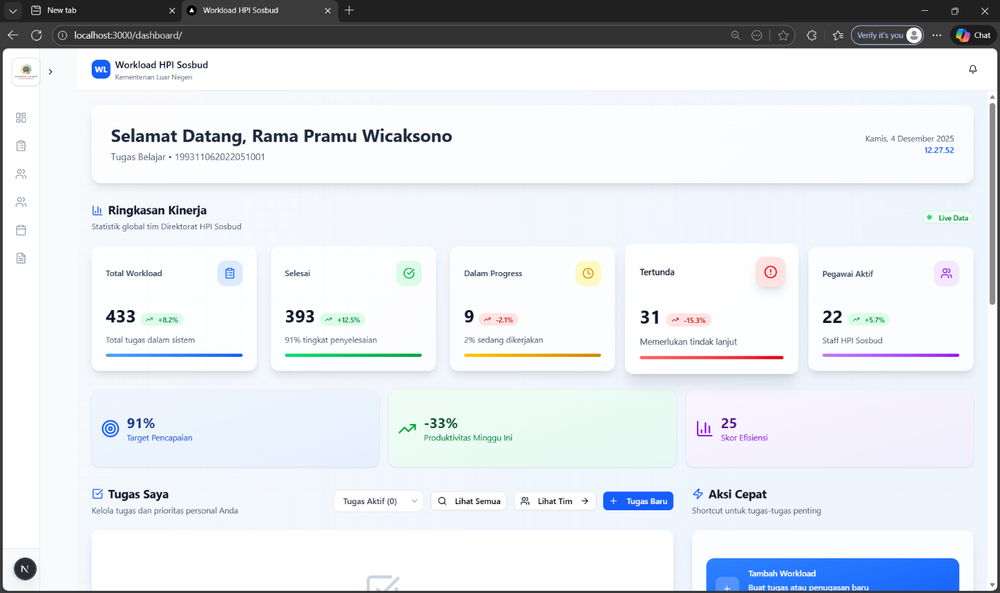 New tab
Workload HPI Sosbud
localhost:3000/dashboard/
Verify it's you
Chat
WL
Workload HPI Sosbud
Kementerian Luar Negeri
Selamat Datang, Rama Pramu Wicaksono
Tugas Belajar • 199311062022051001
Kamis, 4 Desember 2025
12.27.52
Ringkasan Kinerja
Statistik global tim Direktorat HPI Sosbud
Live Data
Total Workload
433 +8.2%
Total tugas dalam sistem
Selesai
393 +12.5%
91% tingkat penyelesaian
Dalam Progress
9 -2.1%
2% sedang dikerjakan
Tertunda
31 -15.3%
Memerlukan tindak lanjut
Pegawai Aktif
22 +5.7%
Staff HPI Sosbud
91%
Target Pencapaian
-33%
Produktivitas Minggu Ini
25
Skor Efisiensi
Tugas Saya
Kelola tugas dan prioritas personal Anda
Tugas Aktif (0)
Lihat Semua
Lihat Tim
+ Tugas Baru
Aksi Cepat
Shortcut untuk tugas-tugas penting
Tambah Workload
Buat tugas atau penugasan baru
N